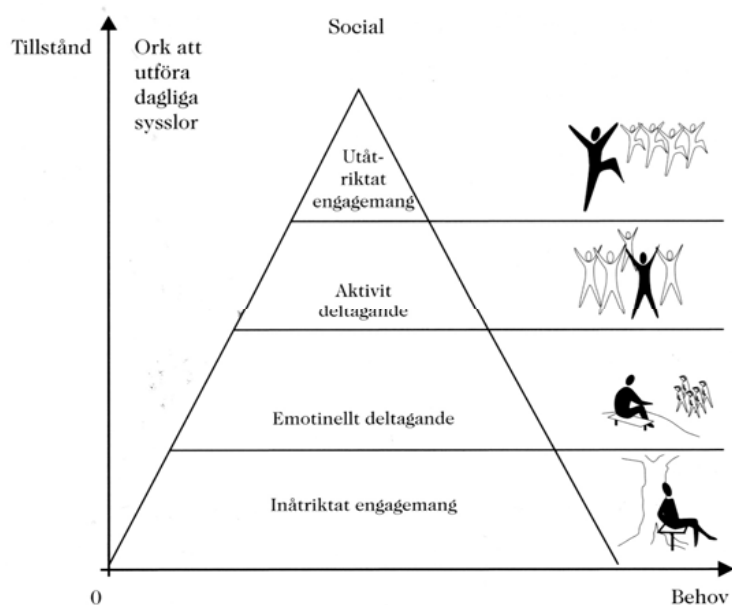 Social
Tillstånd
Ork att
utföra
dagliga
sysslor
Utåt-
riktat
engagemang
Aktivit
deltagande
Emotinellt deltagande
Inåtriktat engagemang
0
Behov